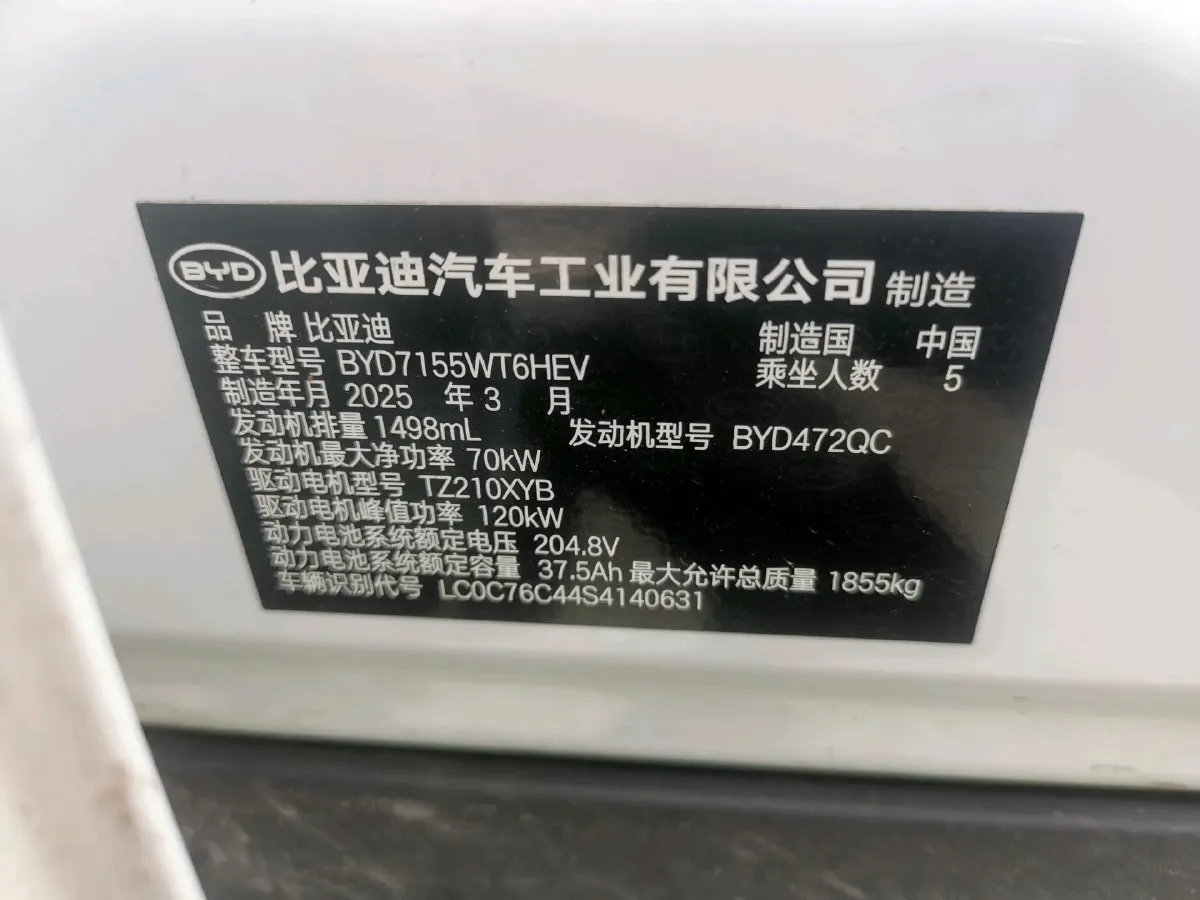 BYD 比亚迪汽车工业有限公司 制造
品 牌 比亚迪 制造国 中国
整车型号 BYD7155WT6HEV 乘坐人数 5
制造年月 2025 年 3 月
发动机排量 1498mL 发动机型号 BYD472QC
发动机最大净功率 70kW
驱动电机型号 TZ210XYB
驱动电机峰值功率 120kW
动力电池系统额定电压 204.8V
动力电池系统额定容量 37.5Ah 最大允许总质量 1855kg
车辆识别代号 LC0C76C44S4140631